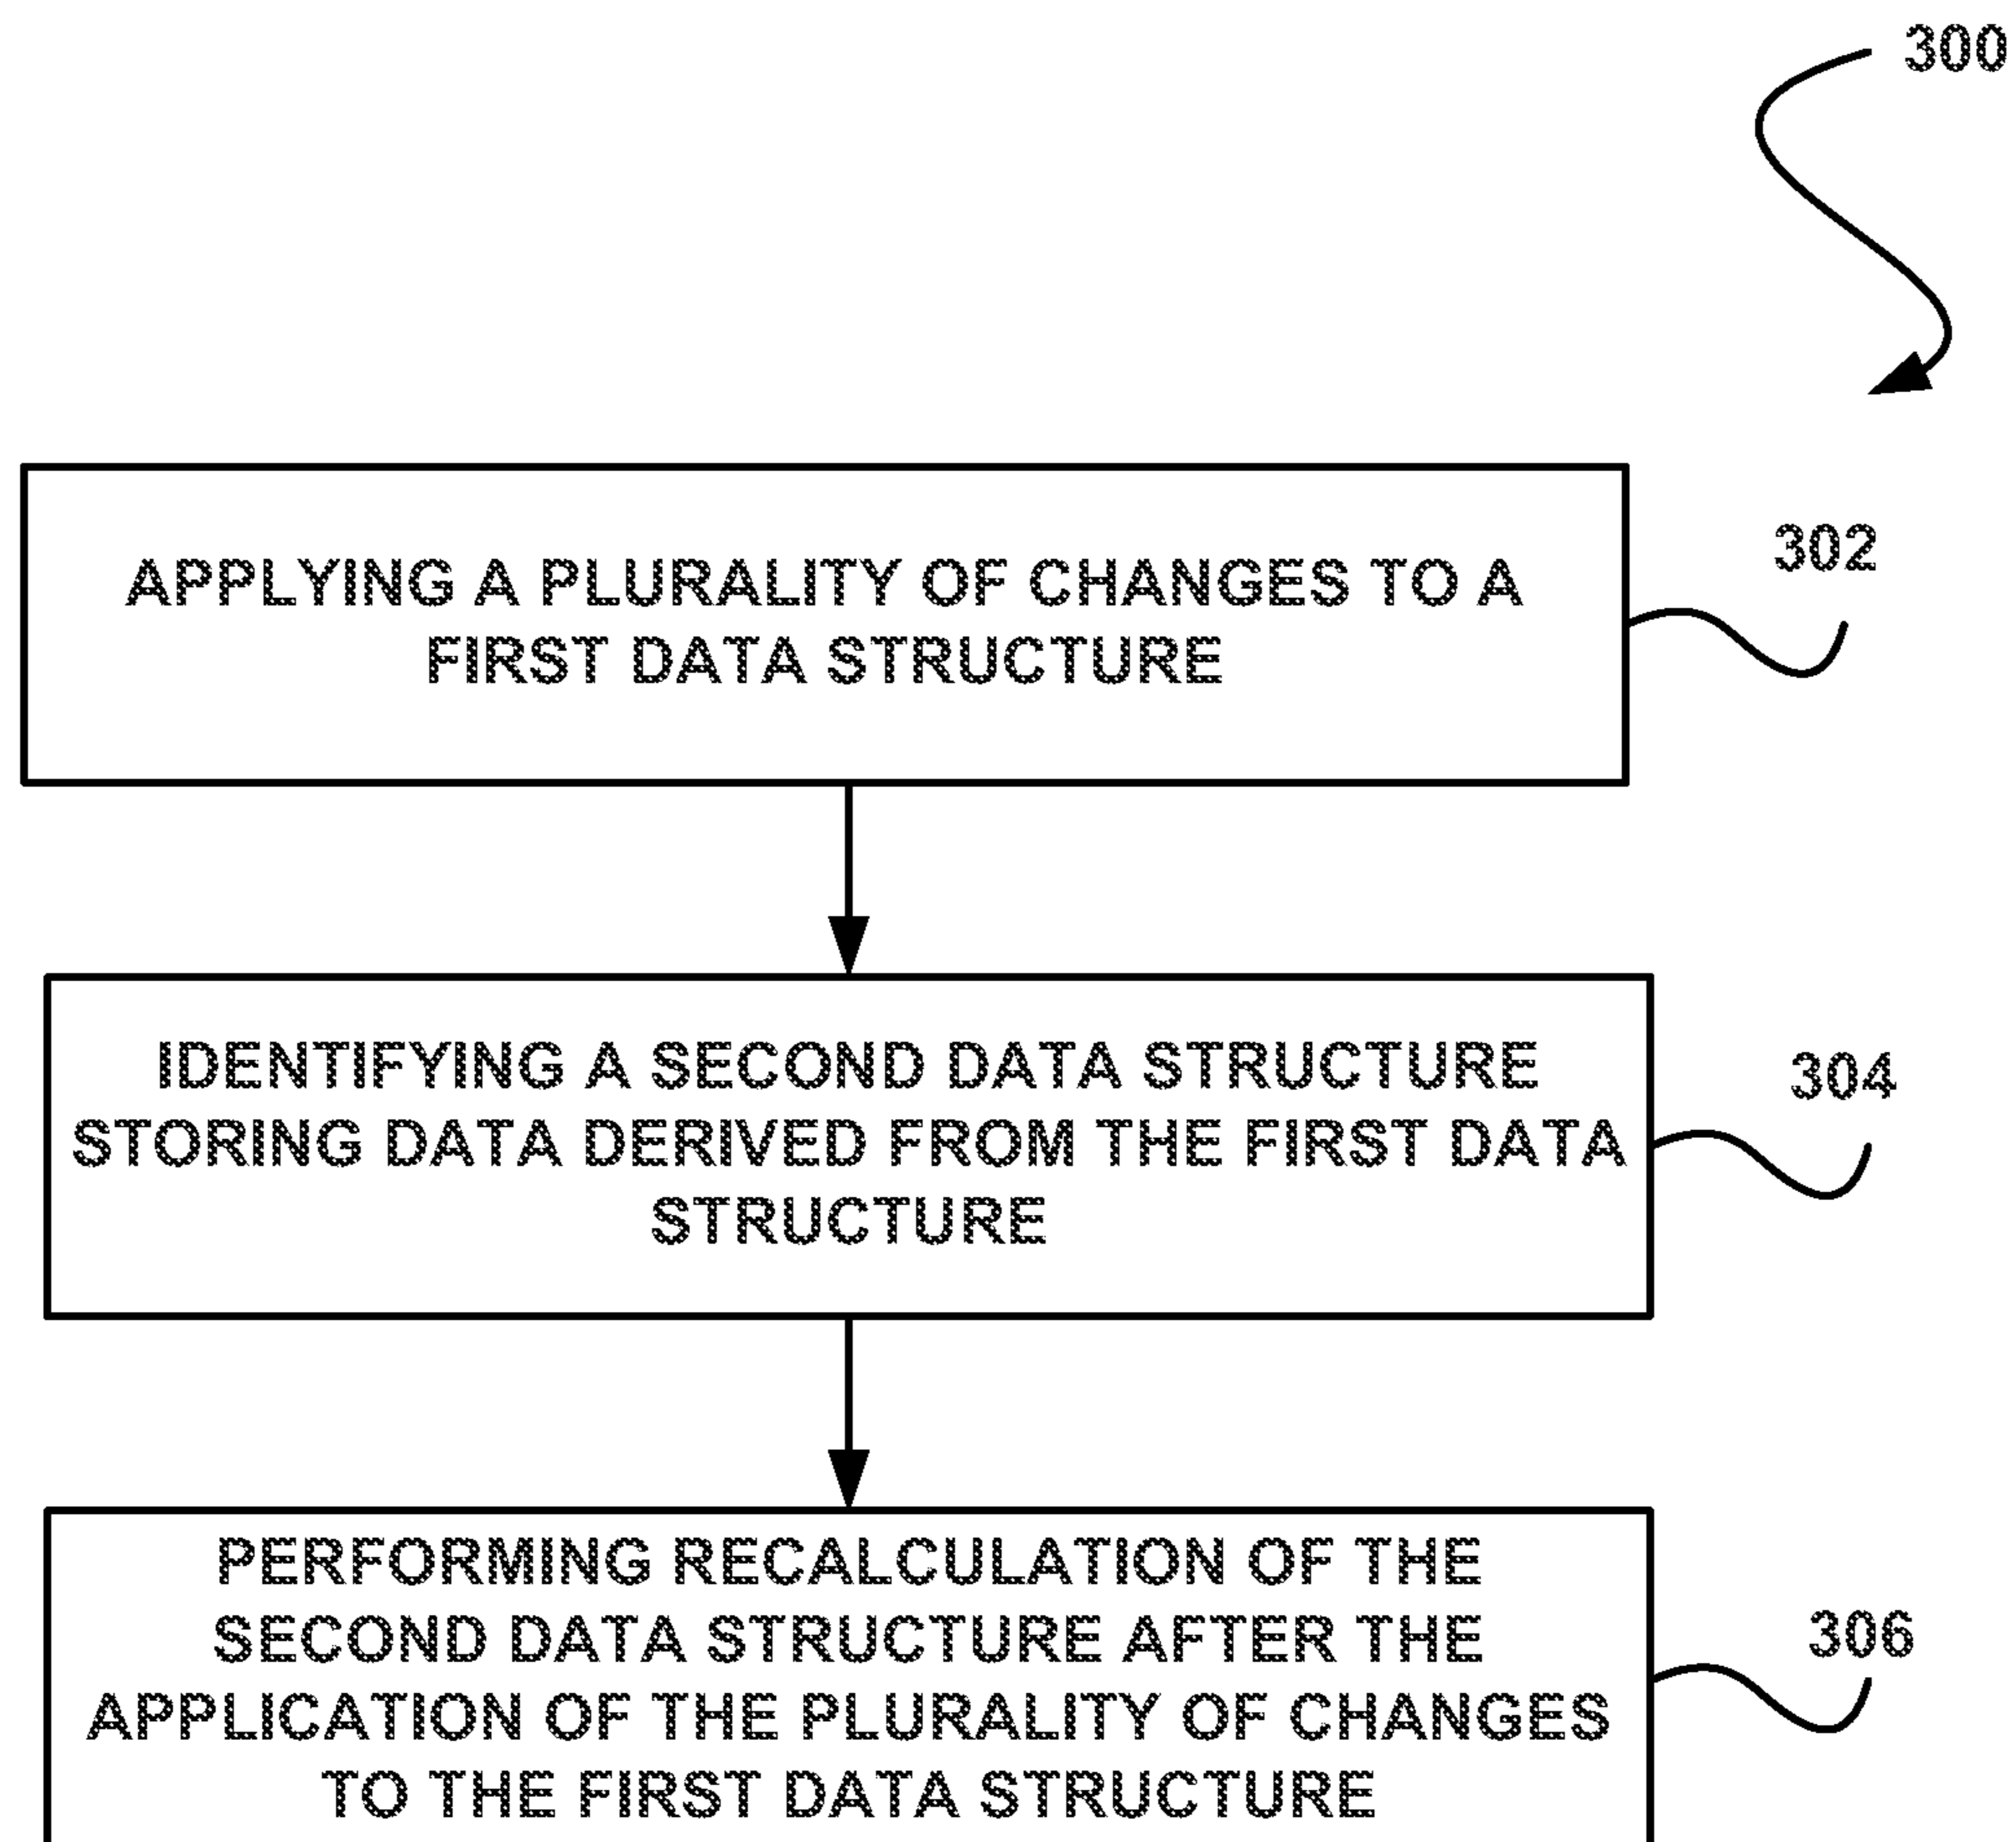 300
APPLYING A PLURALITY OF CHANGES TO A
FIRST DATA STRUCTURE
302
IDENTIFYING A SECOND DATA STRUCTURE
STORING DATA DERIVED FROM THE FIRST DATA
STRUCTURE
304
PERFORMING RECALCULATION OF THE
SECOND DATA STRUCTURE AFTER THE
APPLICATION OF THE PLURALITY OF CHANGES
TO THE FIRST DATA STRUCTURE
306